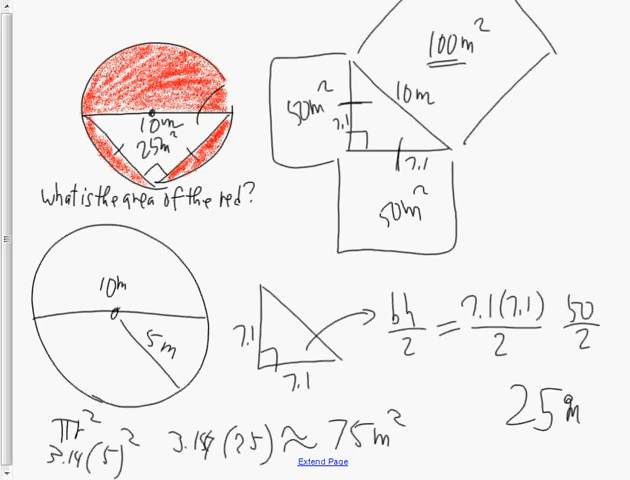 100m²
10m
50m²
7.1
7.1
50m²
10m
25m²
What is the area of the red?
10m
5m
7.1
7.1
bh/2 = 7.1(7.1)/2 50/2
25m
πr²
3.14(5)²
3.14(25) ≈ 75m²
Extend Page